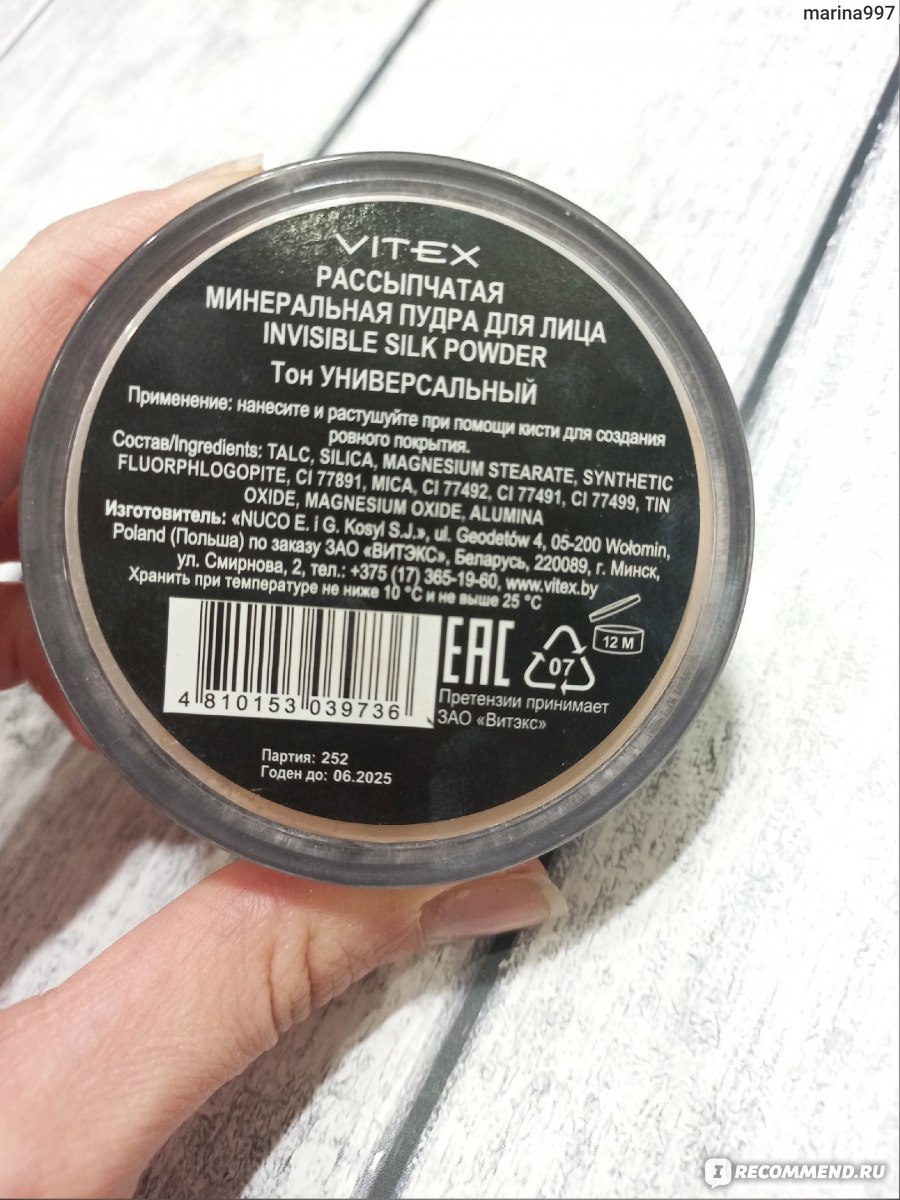 marina997
VITEX
РАССЫПЧАТАЯ
МИНЕРАЛЬНАЯ ПУДРА ДЛЯ ЛИЦА
INVISIBLE SILK POWDER
Тон УНИВЕРСАЛЬНЫЙ
Применение: нанесите и растушуйте при помощи кисти для создания
ровного покрытия.
Состав/Ingredients: TALC, SILICA, MAGNESIUM STEARATE, SYNTHETIC
FLUORPHLOGOPITE, CI 77891, MICA, CI 77492, CI 77491, CI 77499, TIN
OXIDE, MAGNESIUM OXIDE, ALUMINA
Изготовитель: «NUCO E. i G. Kosyl S.J.», ul. Geodetów 4, 05-200 Wołomin,
Poland (Польша) по заказу ЗАО «ВИТЭКС», Беларусь, 220089, г. Минск,
ул. Смирнова, 2, тел.: +375 (17) 365-19-60, www.vitex.by
Хранить при температуре не ниже 10 °C и не выше 25 °C
EAC
07
12 M
4 810153 039736
Претензии принимает
ЗАО «Витэкс»
Партия: 252
Годен до: 06.2025
I RECOMMEND.RU